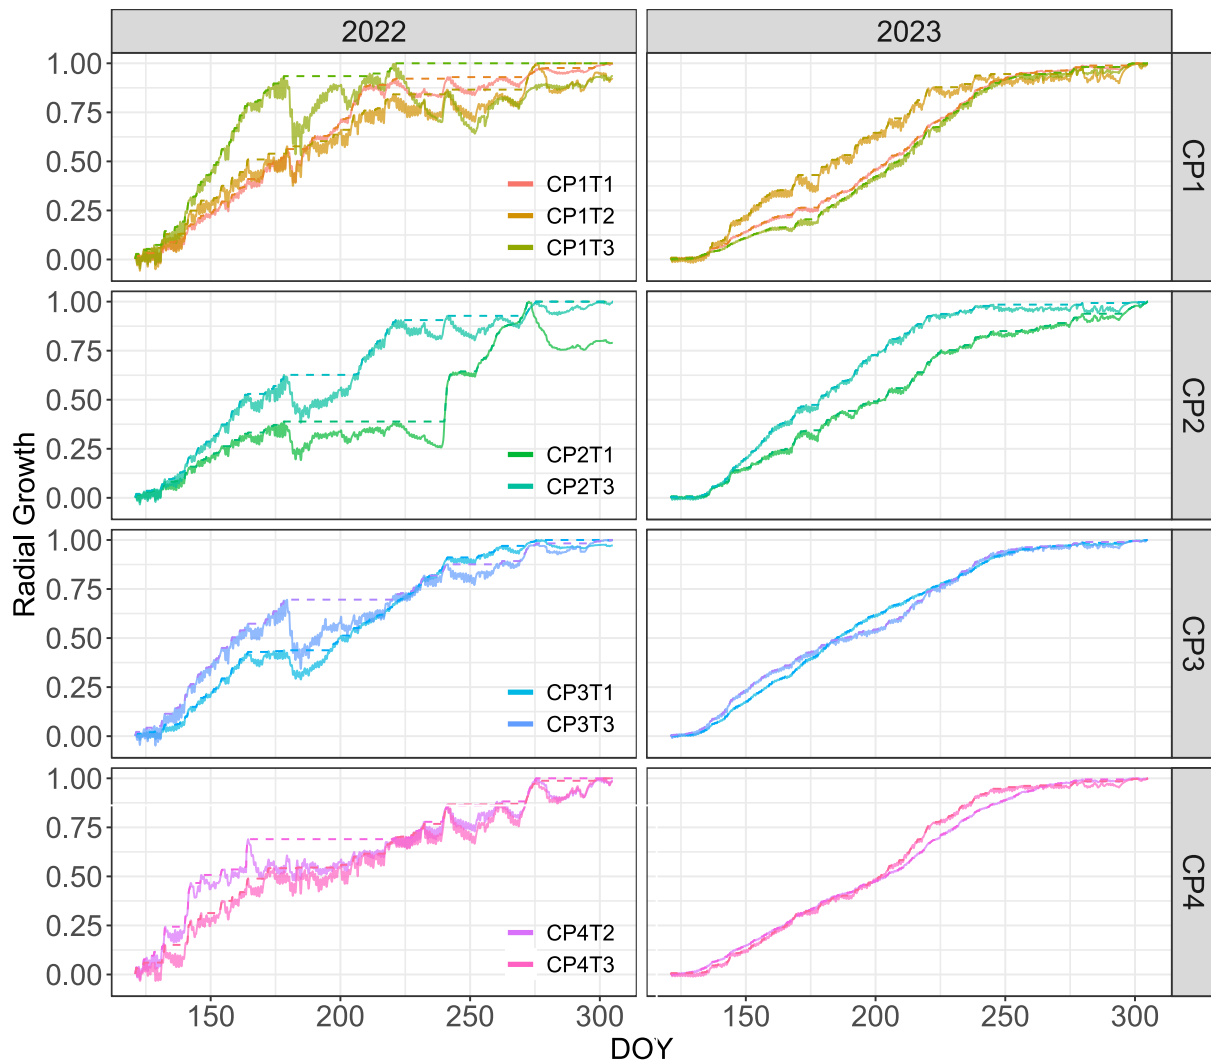 2022
2023
1.00
0.75
0.50
0.25
0.00
CP1T1
CP1T2
CP1T3
CP1
1.00
0.75
0.50
0.25
0.00
CP2T1
CP2T3
CP2
Radial Growth
1.00
0.75
0.50
0.25
0.00
CP3T1
CP3T3
CP3
1.00
0.75
0.50
0.25
0.00
CP4T2
CP4T3
CP4
150 200 250 300 150 200 250 300
DOY